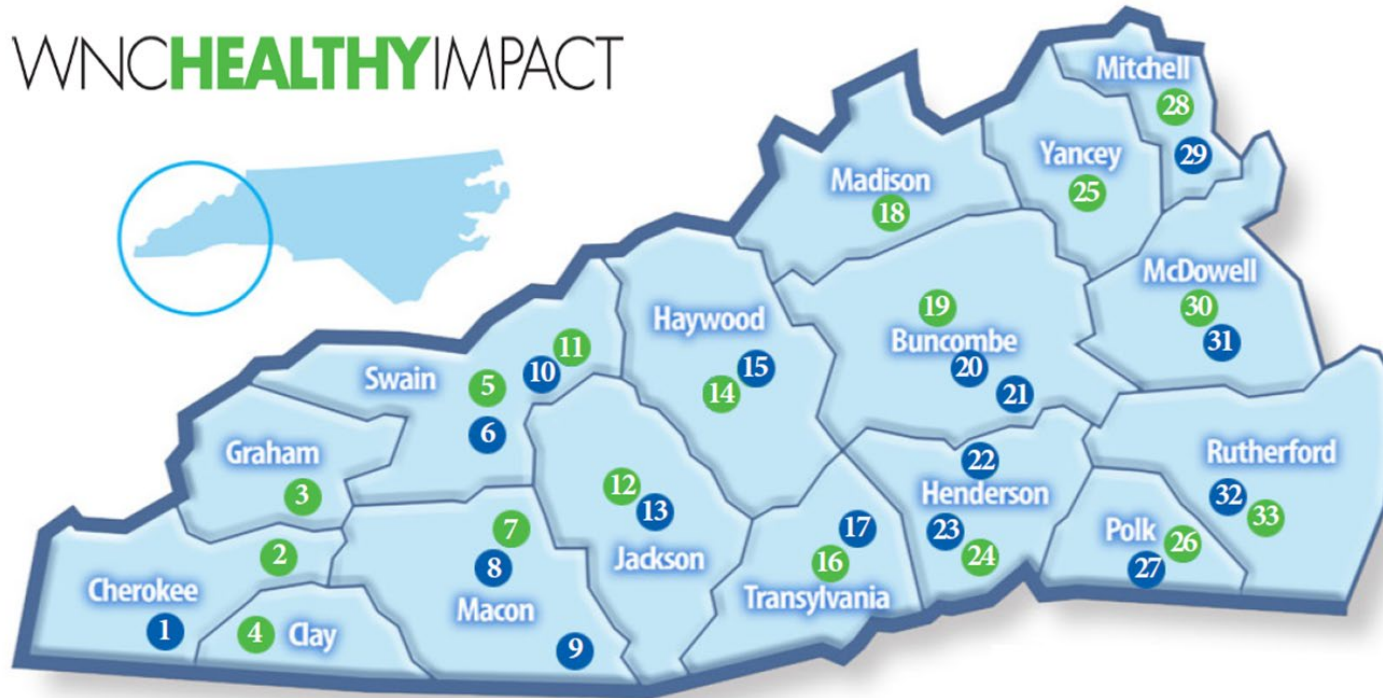 WNCHEALTHYIMPACT
Mitchell
28
29
Yancey
25
Madison
18
McDowell
30
31
19
Buncombe
20
21
Haywood
15
14
11
10
Swain
5
6
Graham
3
Rutherford
32
33
22
Henderson
23
24
12
13
Jackson
17
16
Transylvania
Polk
26
27
7
8
Macon
9
2
Cherokee
1
4
Clay